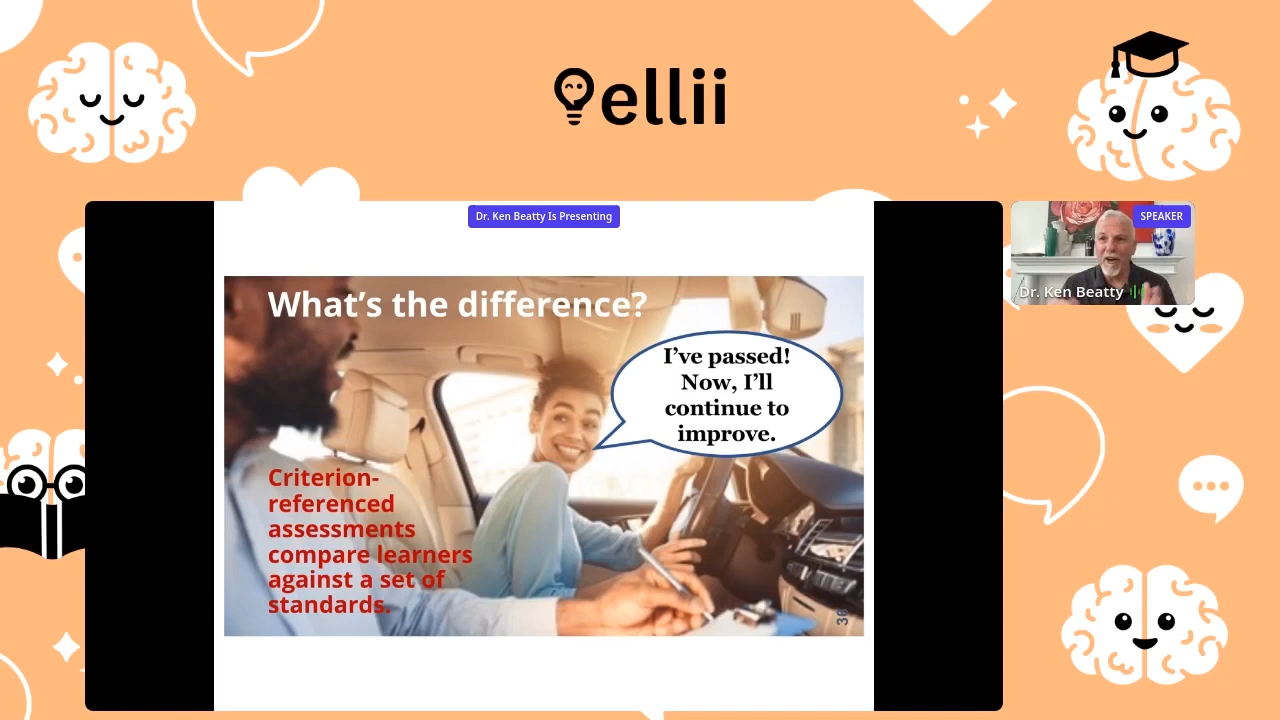 ellii
Dr. Ken Beatty Is Presenting
SPEAKER
Dr. Ken Beatty
What's the difference?
I've passed!
Now, I'll
continue to
improve.
Criterion-
referenced
assessments
compare learners
against a set of
standards.
36